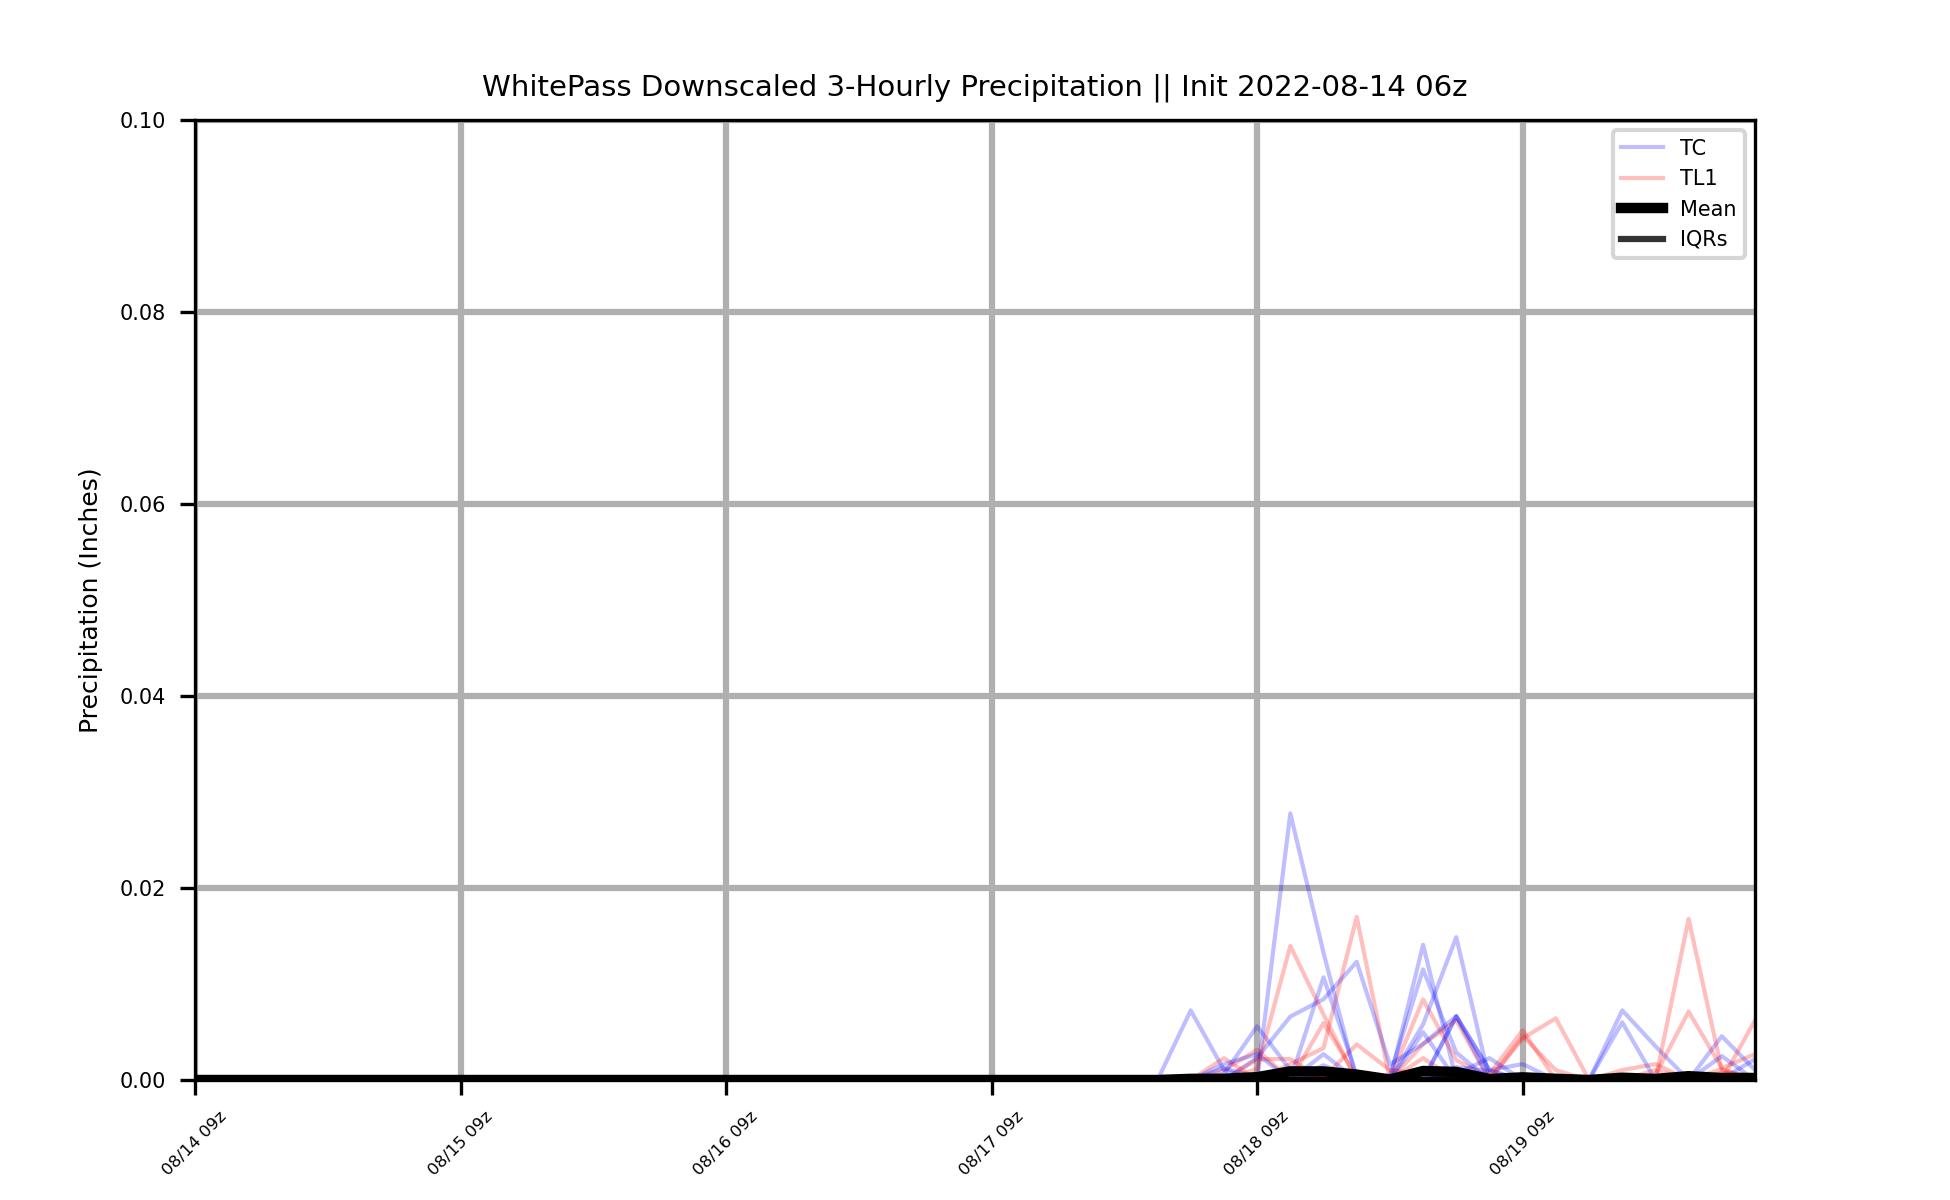 WhitePass Downscaled 3-Hourly Precipitation || Init 2022-08-14 06z
TC
TL1
Mean
IQRs
Precipitation (Inches)
0.10
0.08
0.06
0.04
0.02
0.00
08/14 09z
08/15 09z
08/16 09z
08/17 09z
08/18 09z
08/19 09z